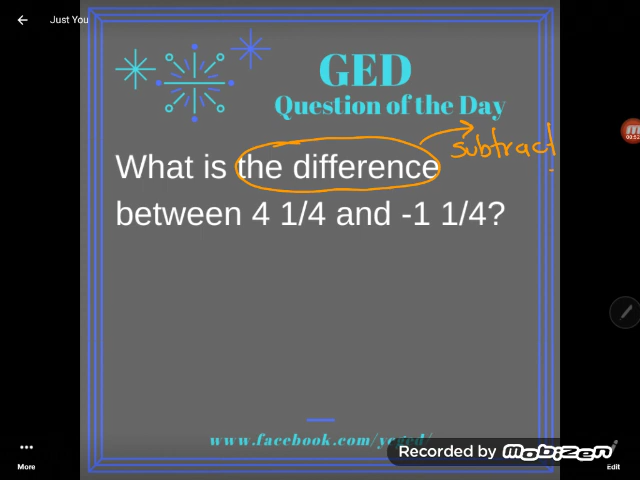 Just You
GED
Question of the Day
What is the difference
subtract
between 4 1/4 and -1 1/4?
www.facebook.com/ycged/
Recorded by MOBIZEN
More
Edit